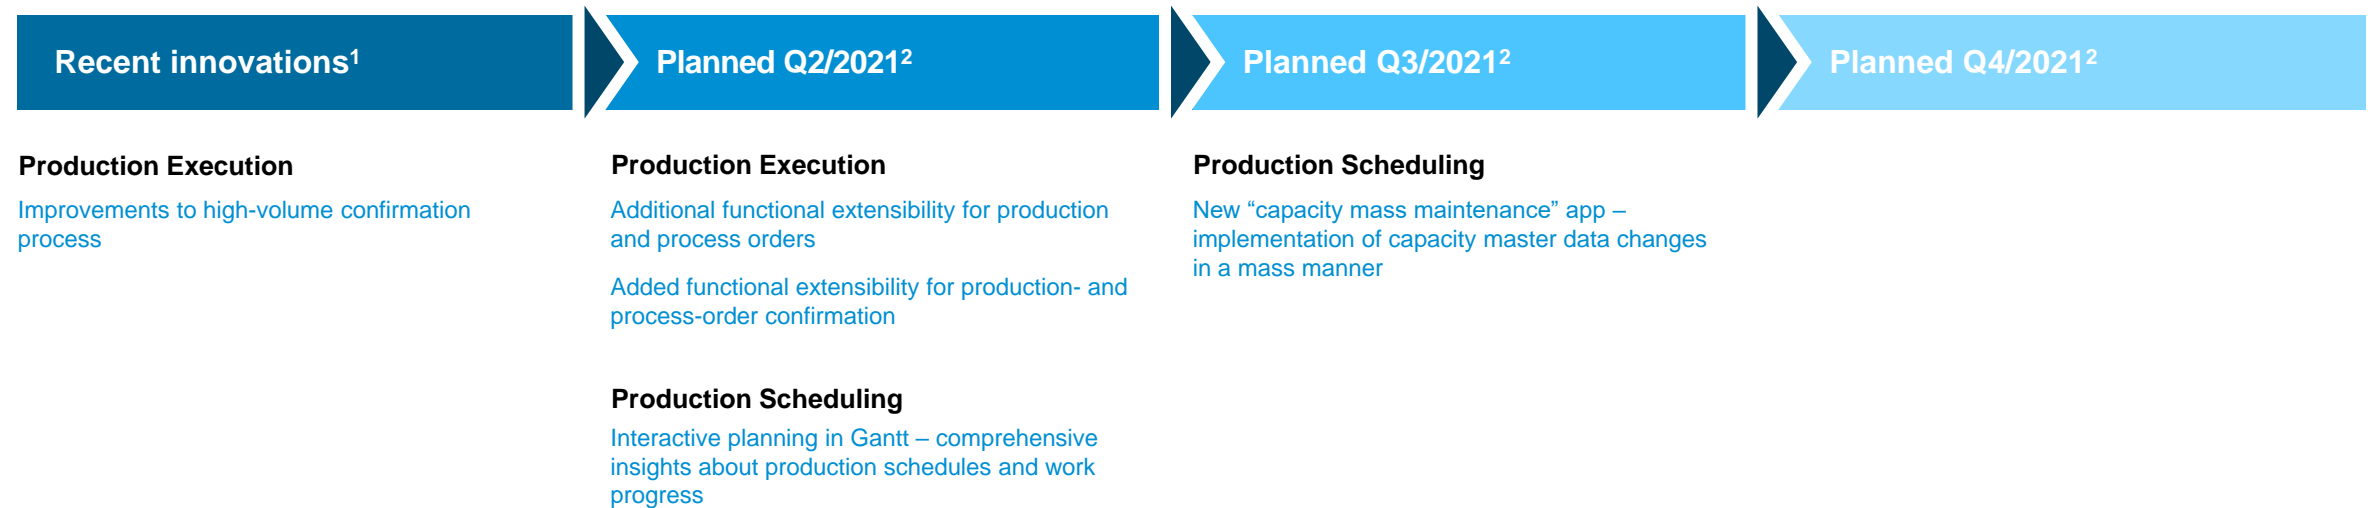 Recent innovations1
Planned Q2/20212
Planned Q3/20212
Planned Q4/20212
Production Execution
Improvements to high-volume confirmation
process
Production Execution
Additional functional extensibility for production
and process orders
Added functional extensibility for production- and
process-order confirmation
Production Scheduling
Interactive planning in Gantt – comprehensive
insights about production schedules and work
progress
Production Scheduling
New “capacity mass maintenance” app –
implementation of capacity master data changes
in a mass manner